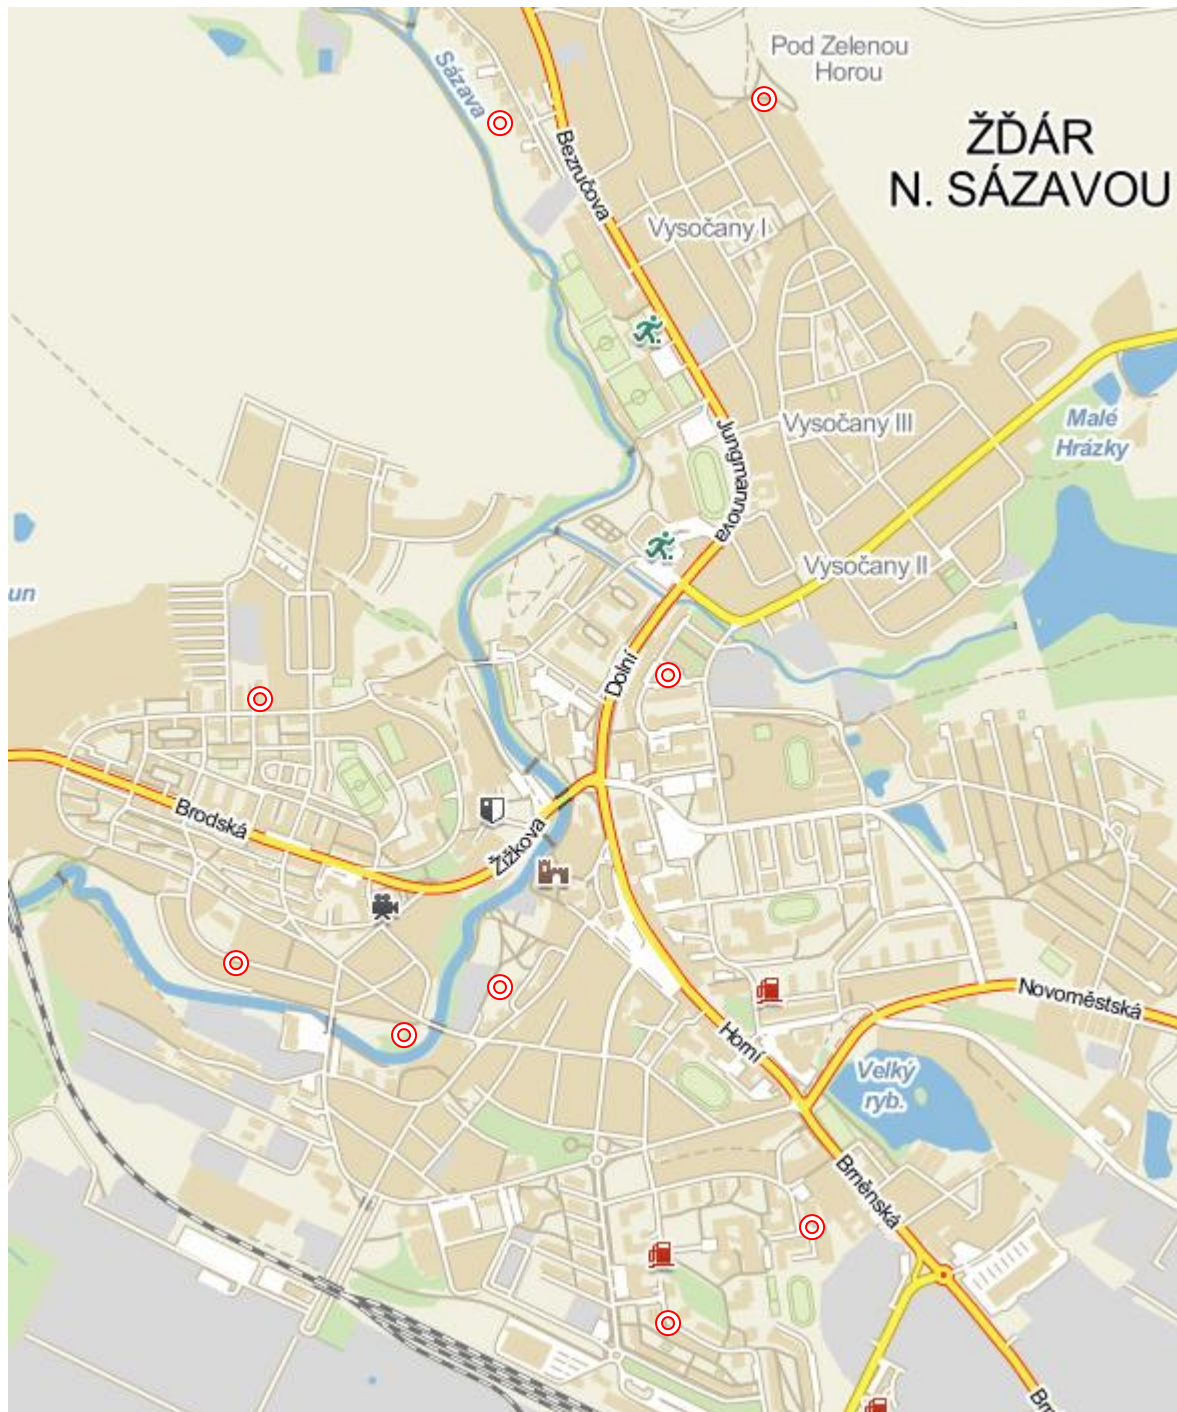 Pod Zelenou
Horou
ŽĎÁR
N. SÁZAVOU
Sázava
Bezručova
Vysočany I
Malé
Hrázky
Vysočany III
Jungmannova
Vysočany II
un
Dolní
Brodská
Žižkova
Novoměstská
Horní
Velký
ryb.
Brněnská
Brn